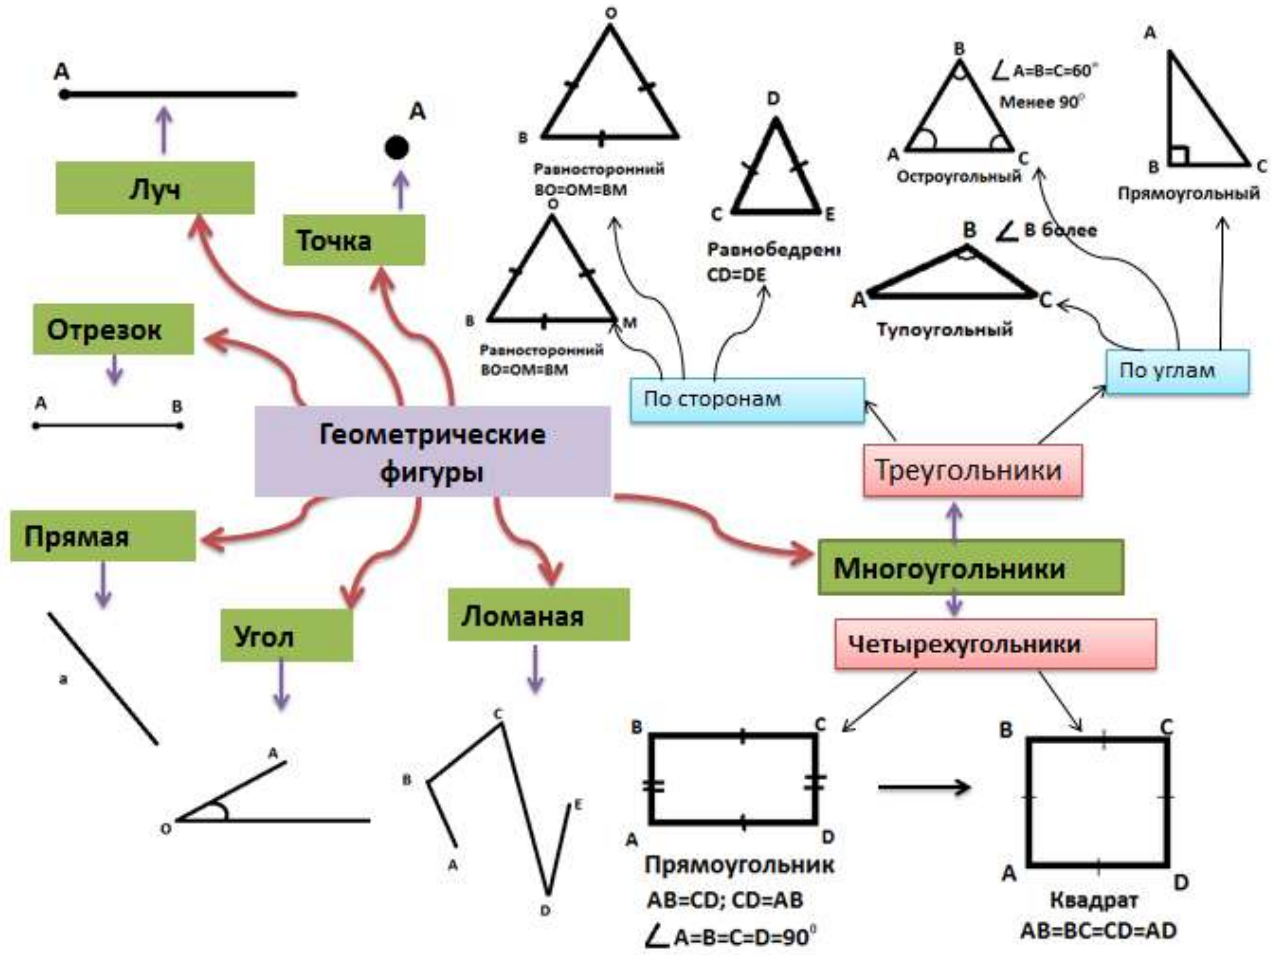 A
Луч
A
Точка
O
B
Равносторонний
BO=OM=BM
D
C
E
Равнобедрен
CD=DE
O
B
M
Равносторонний
BO=OM=BM
B
∠ A=B=C=60°
Менее 90°
A
C
Остроугольный
A
B
C
Прямоугольный
B
∠ B более
A
C
Тупоугольный
По сторонам
По углам
Отрезок
A
B
Геометрические
фигуры
Треугольники
Прямая
a
Угол
A
O
Ломаная
C
B
A
E
D
Многоугольники
Четырехугольники
B
C
A
D
Прямоугольник
AB=CD; CD=AB
∠ A=B=C=D=90°
B
C
A
D
Квадрат
AB=BC=CD=AD